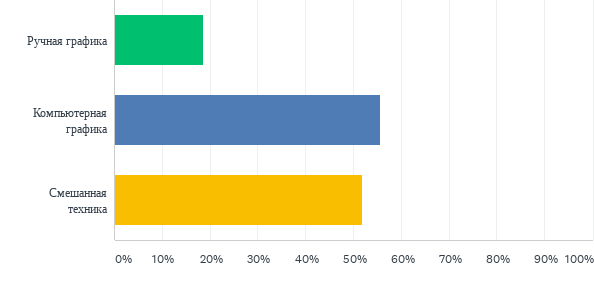 Ручная графика
Компьютерная
графика
Смешанная
техника
0% 10% 20% 30% 40% 50% 60% 70% 80% 90% 100%